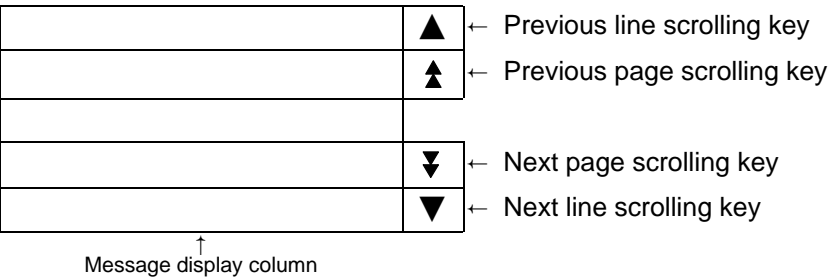 ← Previous line scrolling key
← Previous page scrolling key
← Next page scrolling key
← Next line scrolling key
↑
Message display column